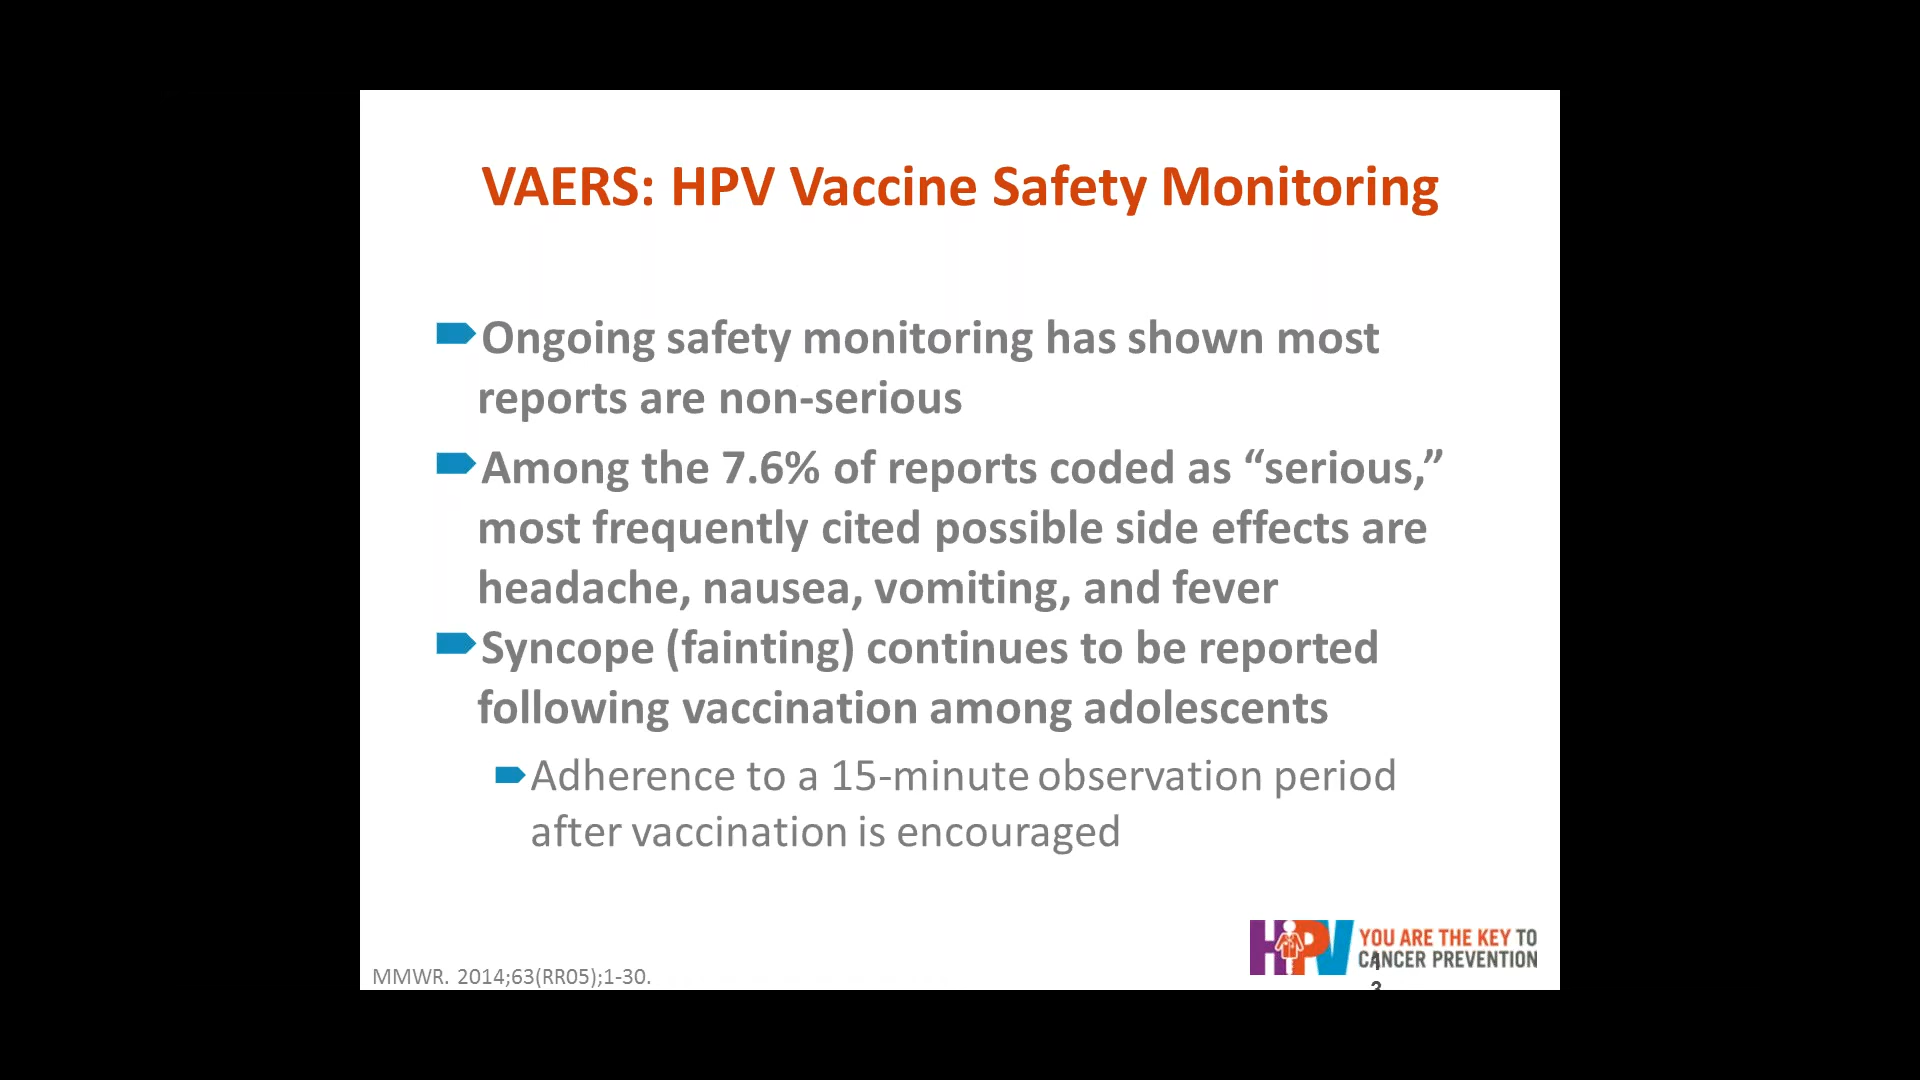 VAERS: HPV Vaccine Safety Monitoring
Ongoing safety monitoring has shown most
reports are non-serious
Among the 7.6% of reports coded as “serious,”
most frequently cited possible side effects are
headache, nausea, vomiting, and fever
Syncope (fainting) continues to be reported
following vaccination among adolescents
Adherence to a 15-minute observation period
after vaccination is encouraged
HPV YOU ARE THE KEY TO
CANCER PREVENTION
1
3
MMWR. 2014;63(RR05);1-30.